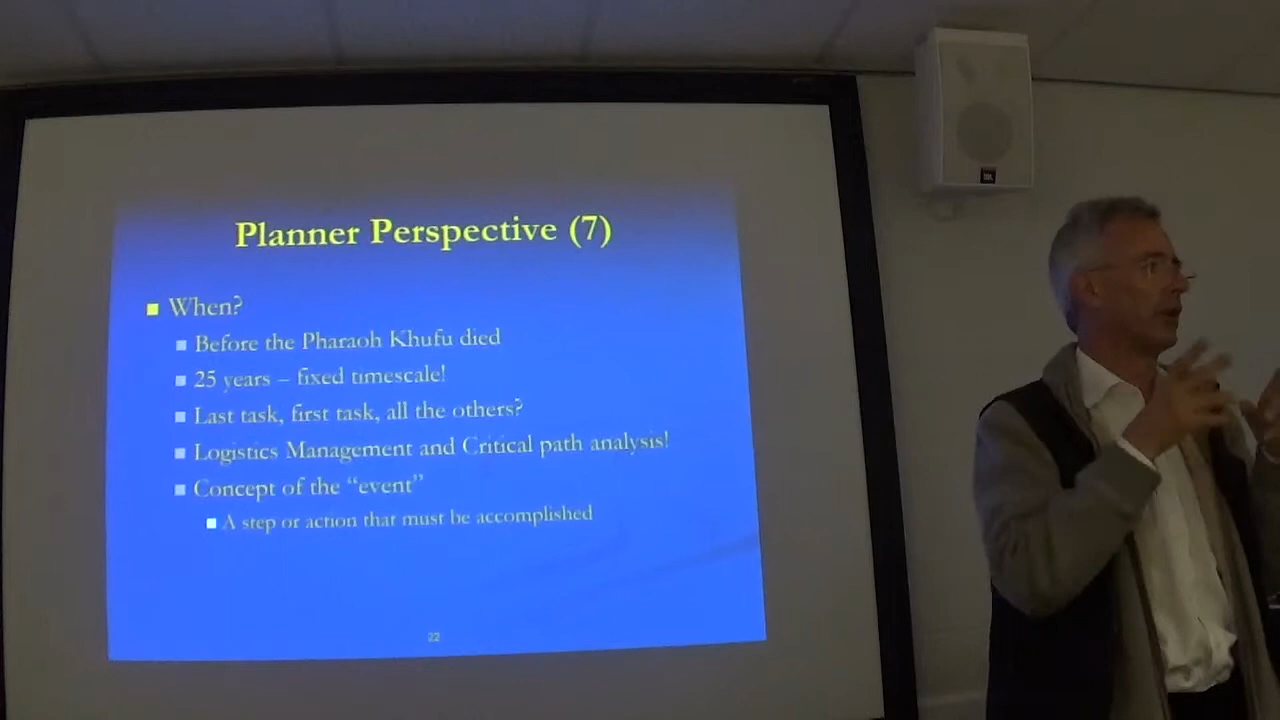 Planner Perspective (7)
When?
Before the Pharaoh Khufu died
25 years – fixed timescale!
Last task, first task, all the others?
Logistics Management and Critical path analysis!
Concept of the “event”
A step or action that must be accomplished
22
JBL